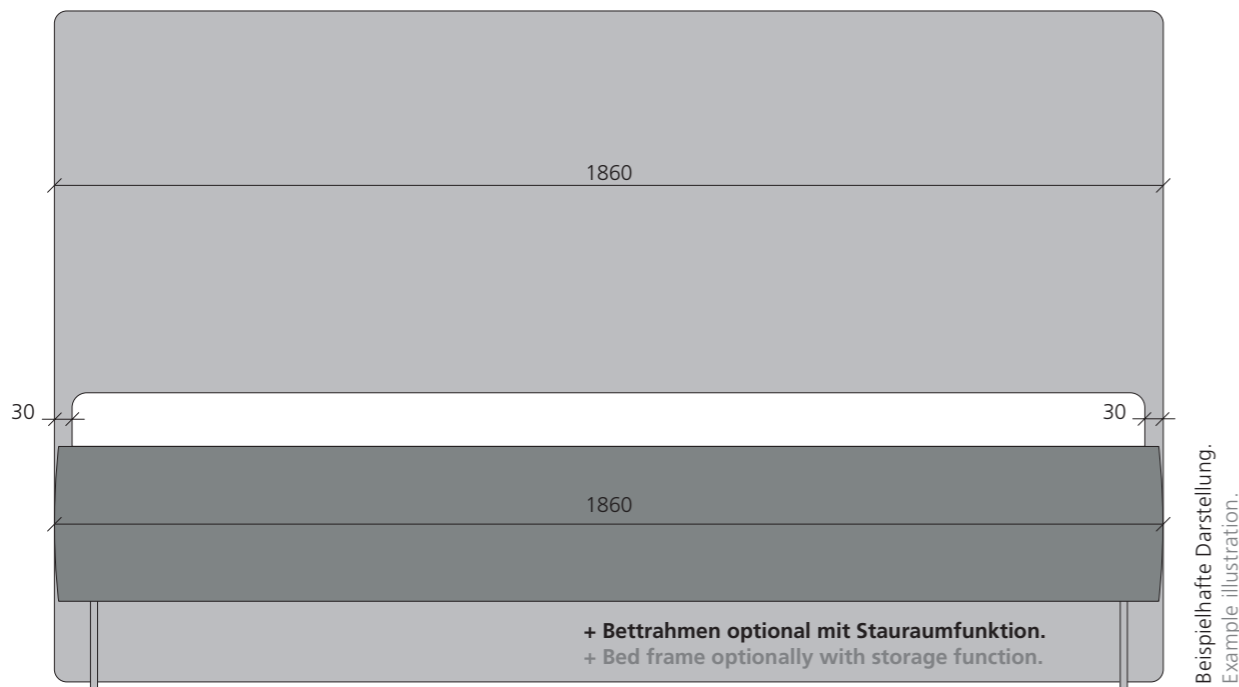 1860
30
30
1860
+ Bettrahmen optional mit Stauraumfunktion.
+ Bed frame optionally with storage function.
Beispielhafte Darstellung.
Example illustration.